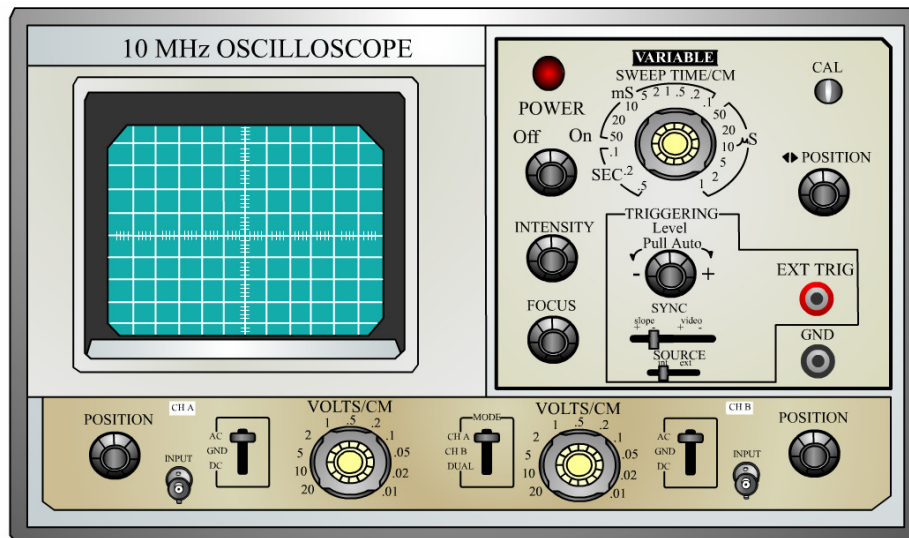 10 MHz OSCILLOSCOPE
POWER
Off On
INTENSITY
FOCUS
VARIABLE
SWEEP TIME/CM
mS
.5 2 1 .5 .2 .1
10
20
50
.1
SEC
.2
.5
50
20
10
5
2
1
µS
CAL
POSITION
TRIGGERING
Level
Pull Auto
- +
SYNC
slope video
+ - + -
SOURCE
int ext
EXT TRIG
GND
POSITION
CH A
INPUT
AC
GND
DC
VOLTS/CM
1 .5 .2
2 .1
5 .05
10 .02
20 .01
MODE
CH A
CH B
DUAL
VOLTS/CM
1 .5 .2
2 .1
5 .05
10 .02
20 .01
AC
GND
DC
CH B
INPUT
POSITION